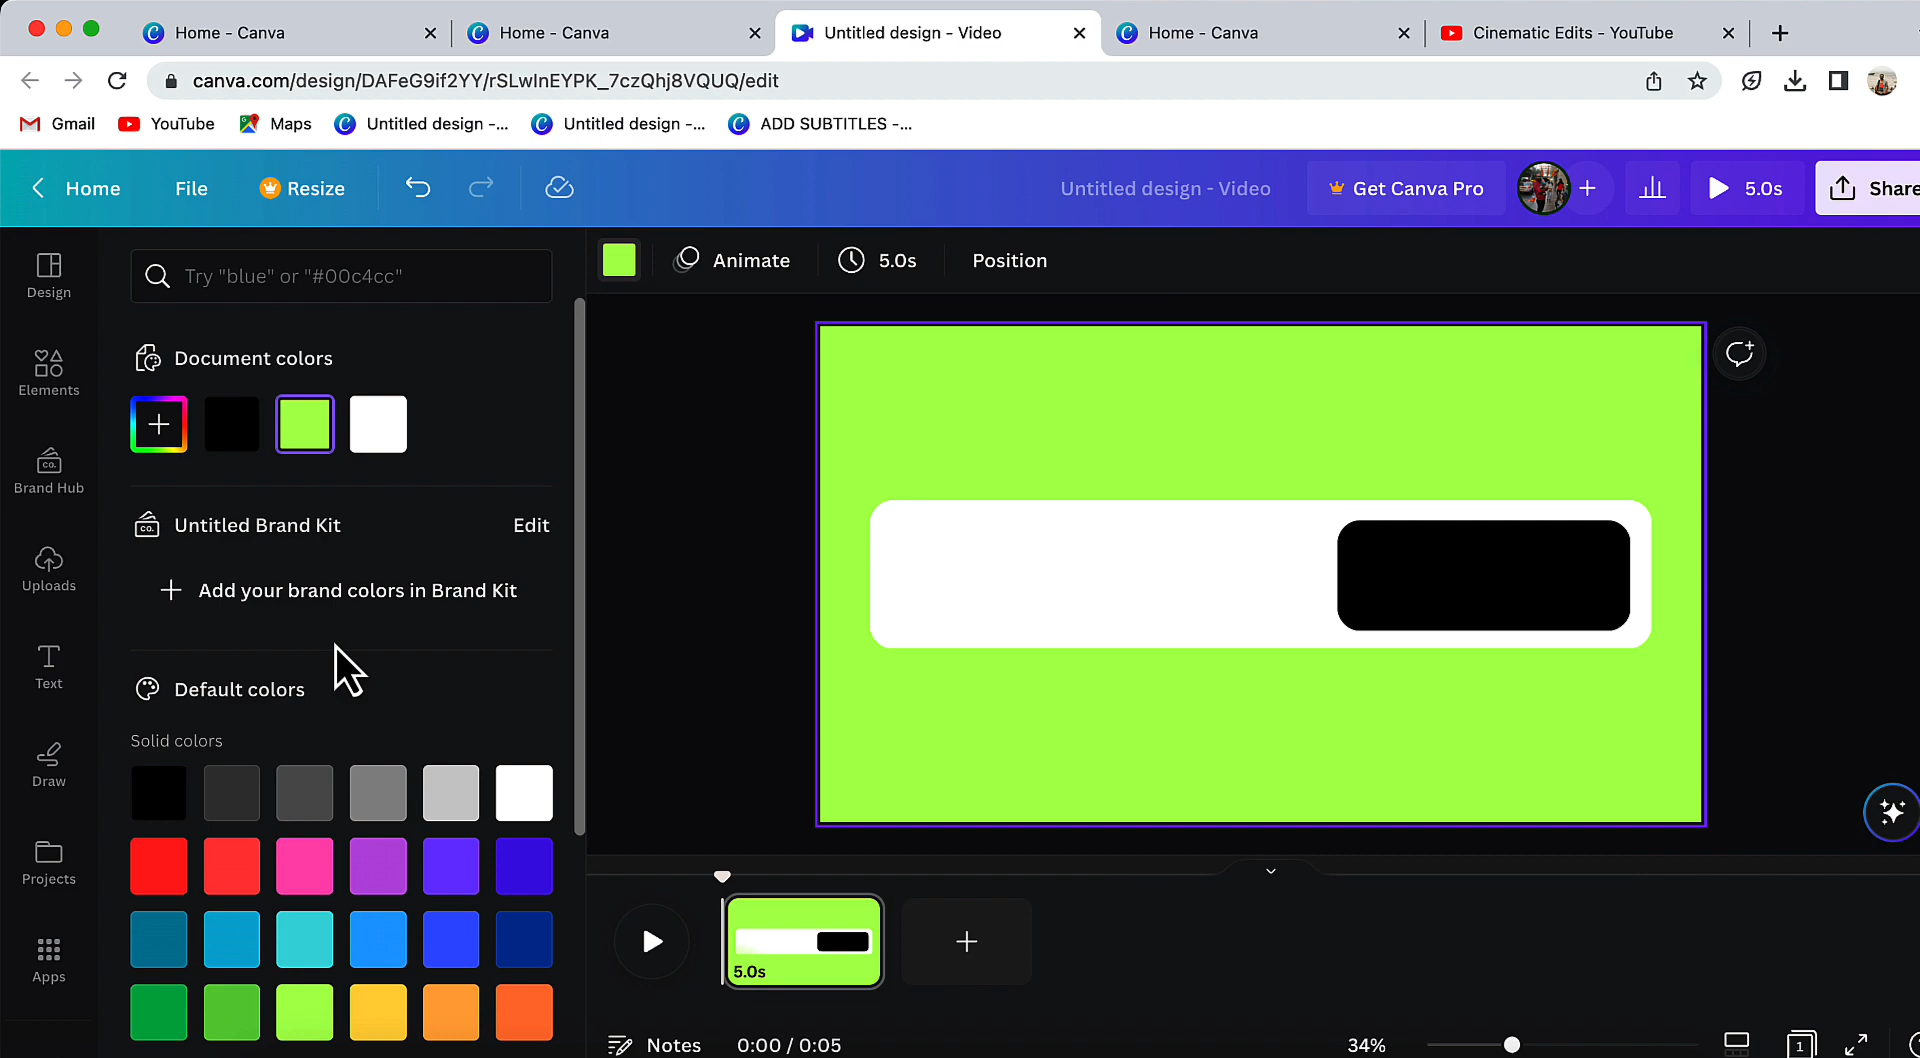 Home - Canva
Home - Canva
Untitled design - Video
Home - Canva
Cinematic Edits - YouTube
canva.com/design/DAFeG9if2YY/rSLwInEYPK_7czQhj8VQUQ/edit
Gmail
YouTube
Maps
Untitled design -...
Untitled design -...
ADD SUBTITLES -...
Home
File
Resize
Untitled design - Video
Get Canva Pro
5.0s
Share
Design
Elements
Brand Hub
Uploads
Text
Draw
Projects
Apps
Try "blue" or "#00c4cc"
Document colors
Untitled Brand Kit
Edit
Add your brand colors in Brand Kit
Default colors
Solid colors
Animate
5.0s
Position
5.0s
Notes
0:00 / 0:05
34%
1